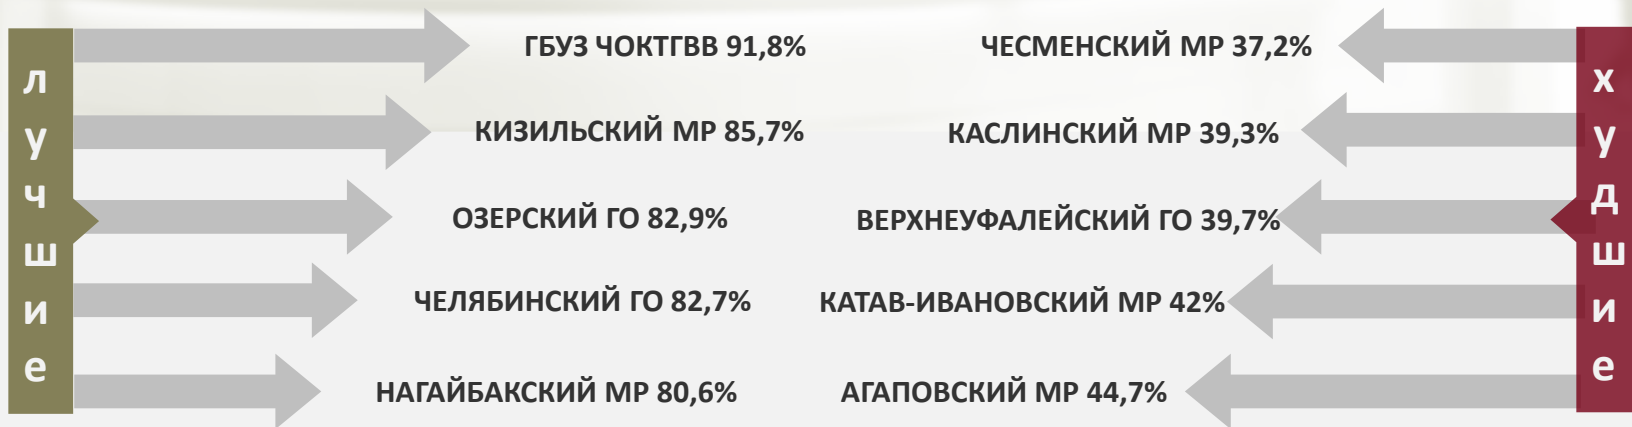 лучшие
ГБУЗ ЧОКТГВВ 91,8%
КИЗИЛЬСКИЙ МР 85,7%
ОЗЕРСКИЙ ГО 82,9%
ЧЕЛЯБИНСКИЙ ГО 82,7%
НАГАЙБАКСКИЙ МР 80,6%
ЧЕСМЕНСКИЙ МР 37,2%
КАСЛИНСКИЙ МР 39,3%
ВЕРХНЕУФАЛЕЙСКИЙ ГО 39,7%
КАТАВ-ИВАНОВСКИЙ МР 42%
АГАПОВСКИЙ МР 44,7%
худшие